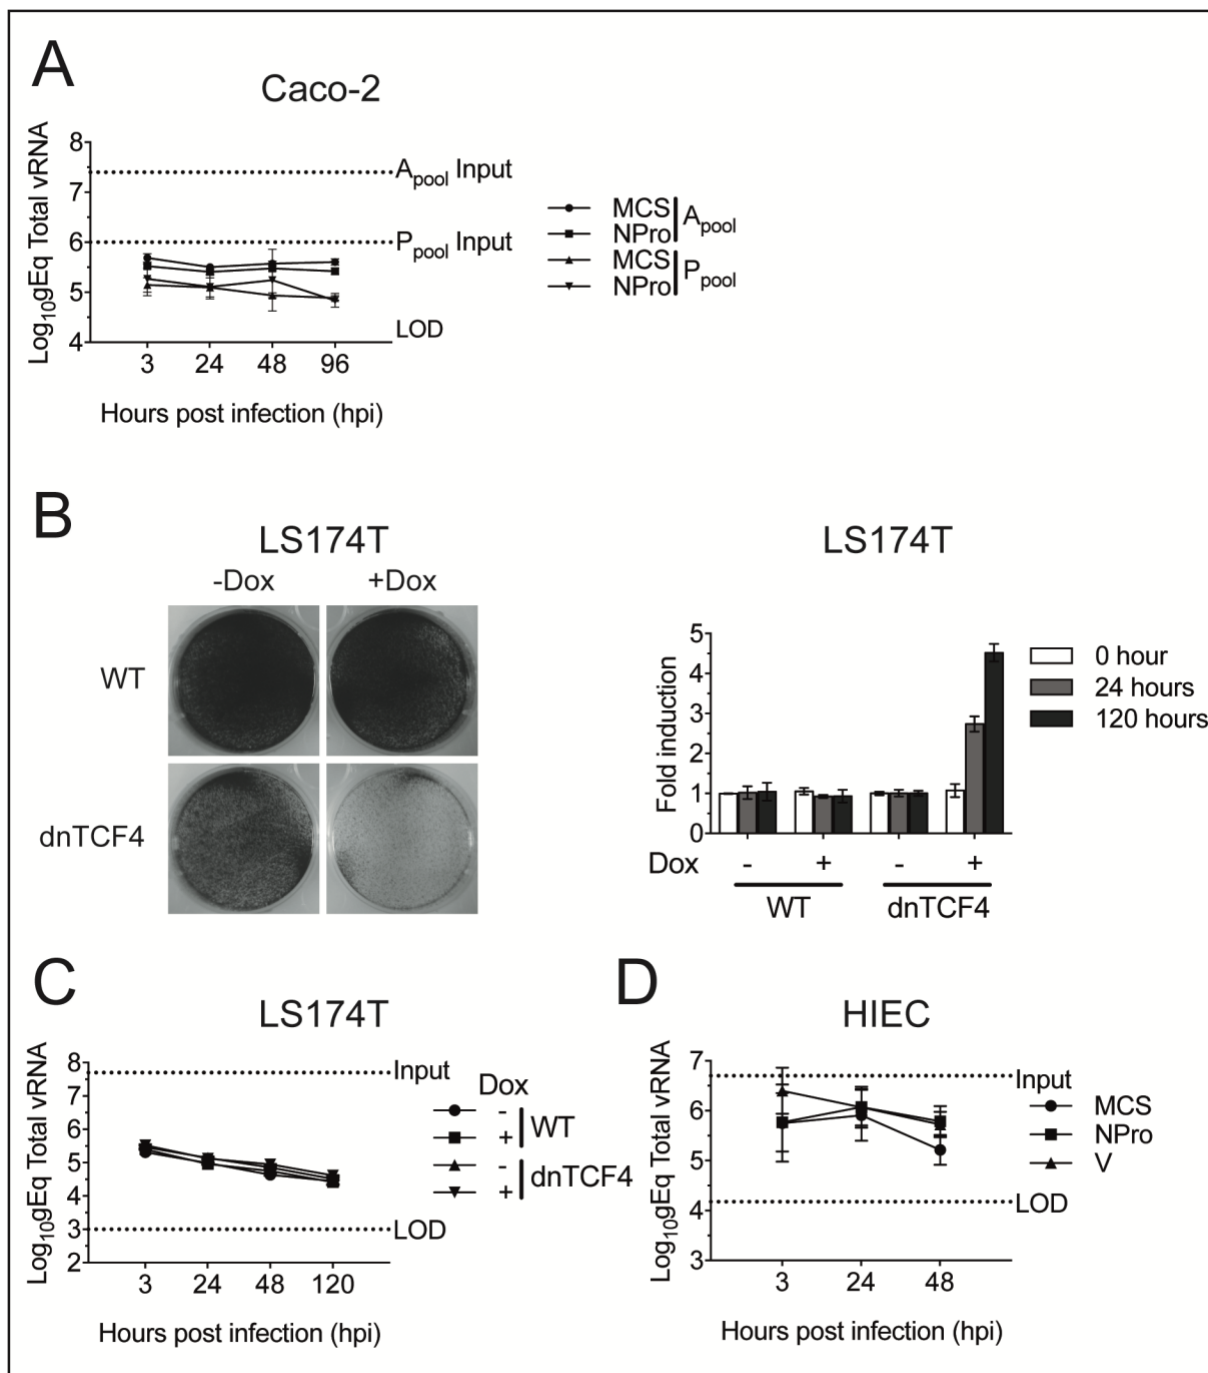 A
Caco-2
Log10gEq Total vRNA
8
7
6
5
4
Apool Input
Ppool Input
LOD
3 24 48 96
Hours post infection (hpi)
MCS
NPro
Apool
MCS
NPro
Ppool
B
LS174T
-Dox +Dox
WT
dnTCF4
LS174T
Fold induction
5
4
3
2
1
0
0 hour
24 hours
120 hours
Dox - + - +
WT dnTCF4
C
LS174T
Log10gEq Total vRNA
8
7
6
5
4
3
2
Input
LOD
3 24 48 120
Hours post infection (hpi)
Dox
-
+
WT
-
+
dnTCF4
D
HIEC
Log10gEq Total vRNA
7
6
5
4
3
Input
LOD
3 24 48
Hours post infection (hpi)
MCS
NPro
V